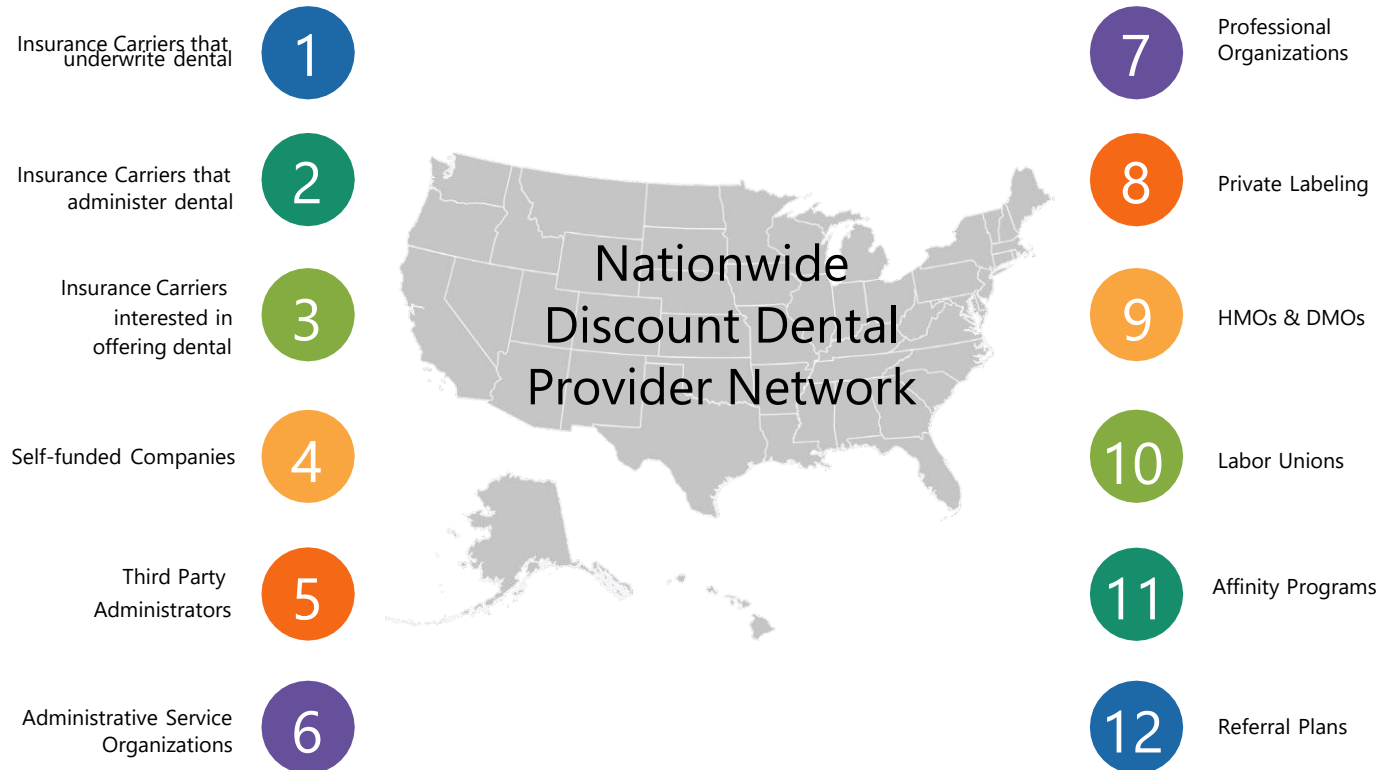 Insurance Carriers that
underwrite dental
1
Insurance Carriers that
administer dental
2
Insurance Carriers
interested in
offering dental
3
Self-funded Companies
4
Third Party
Administrators
5
Administrative Service
Organizations
6
Nationwide
Discount Dental
Provider Network
7
Professional
Organizations
8
Private Labeling
9
HMOs & DMOs
10
Labor Unions
11
Affinity Programs
12
Referral Plans